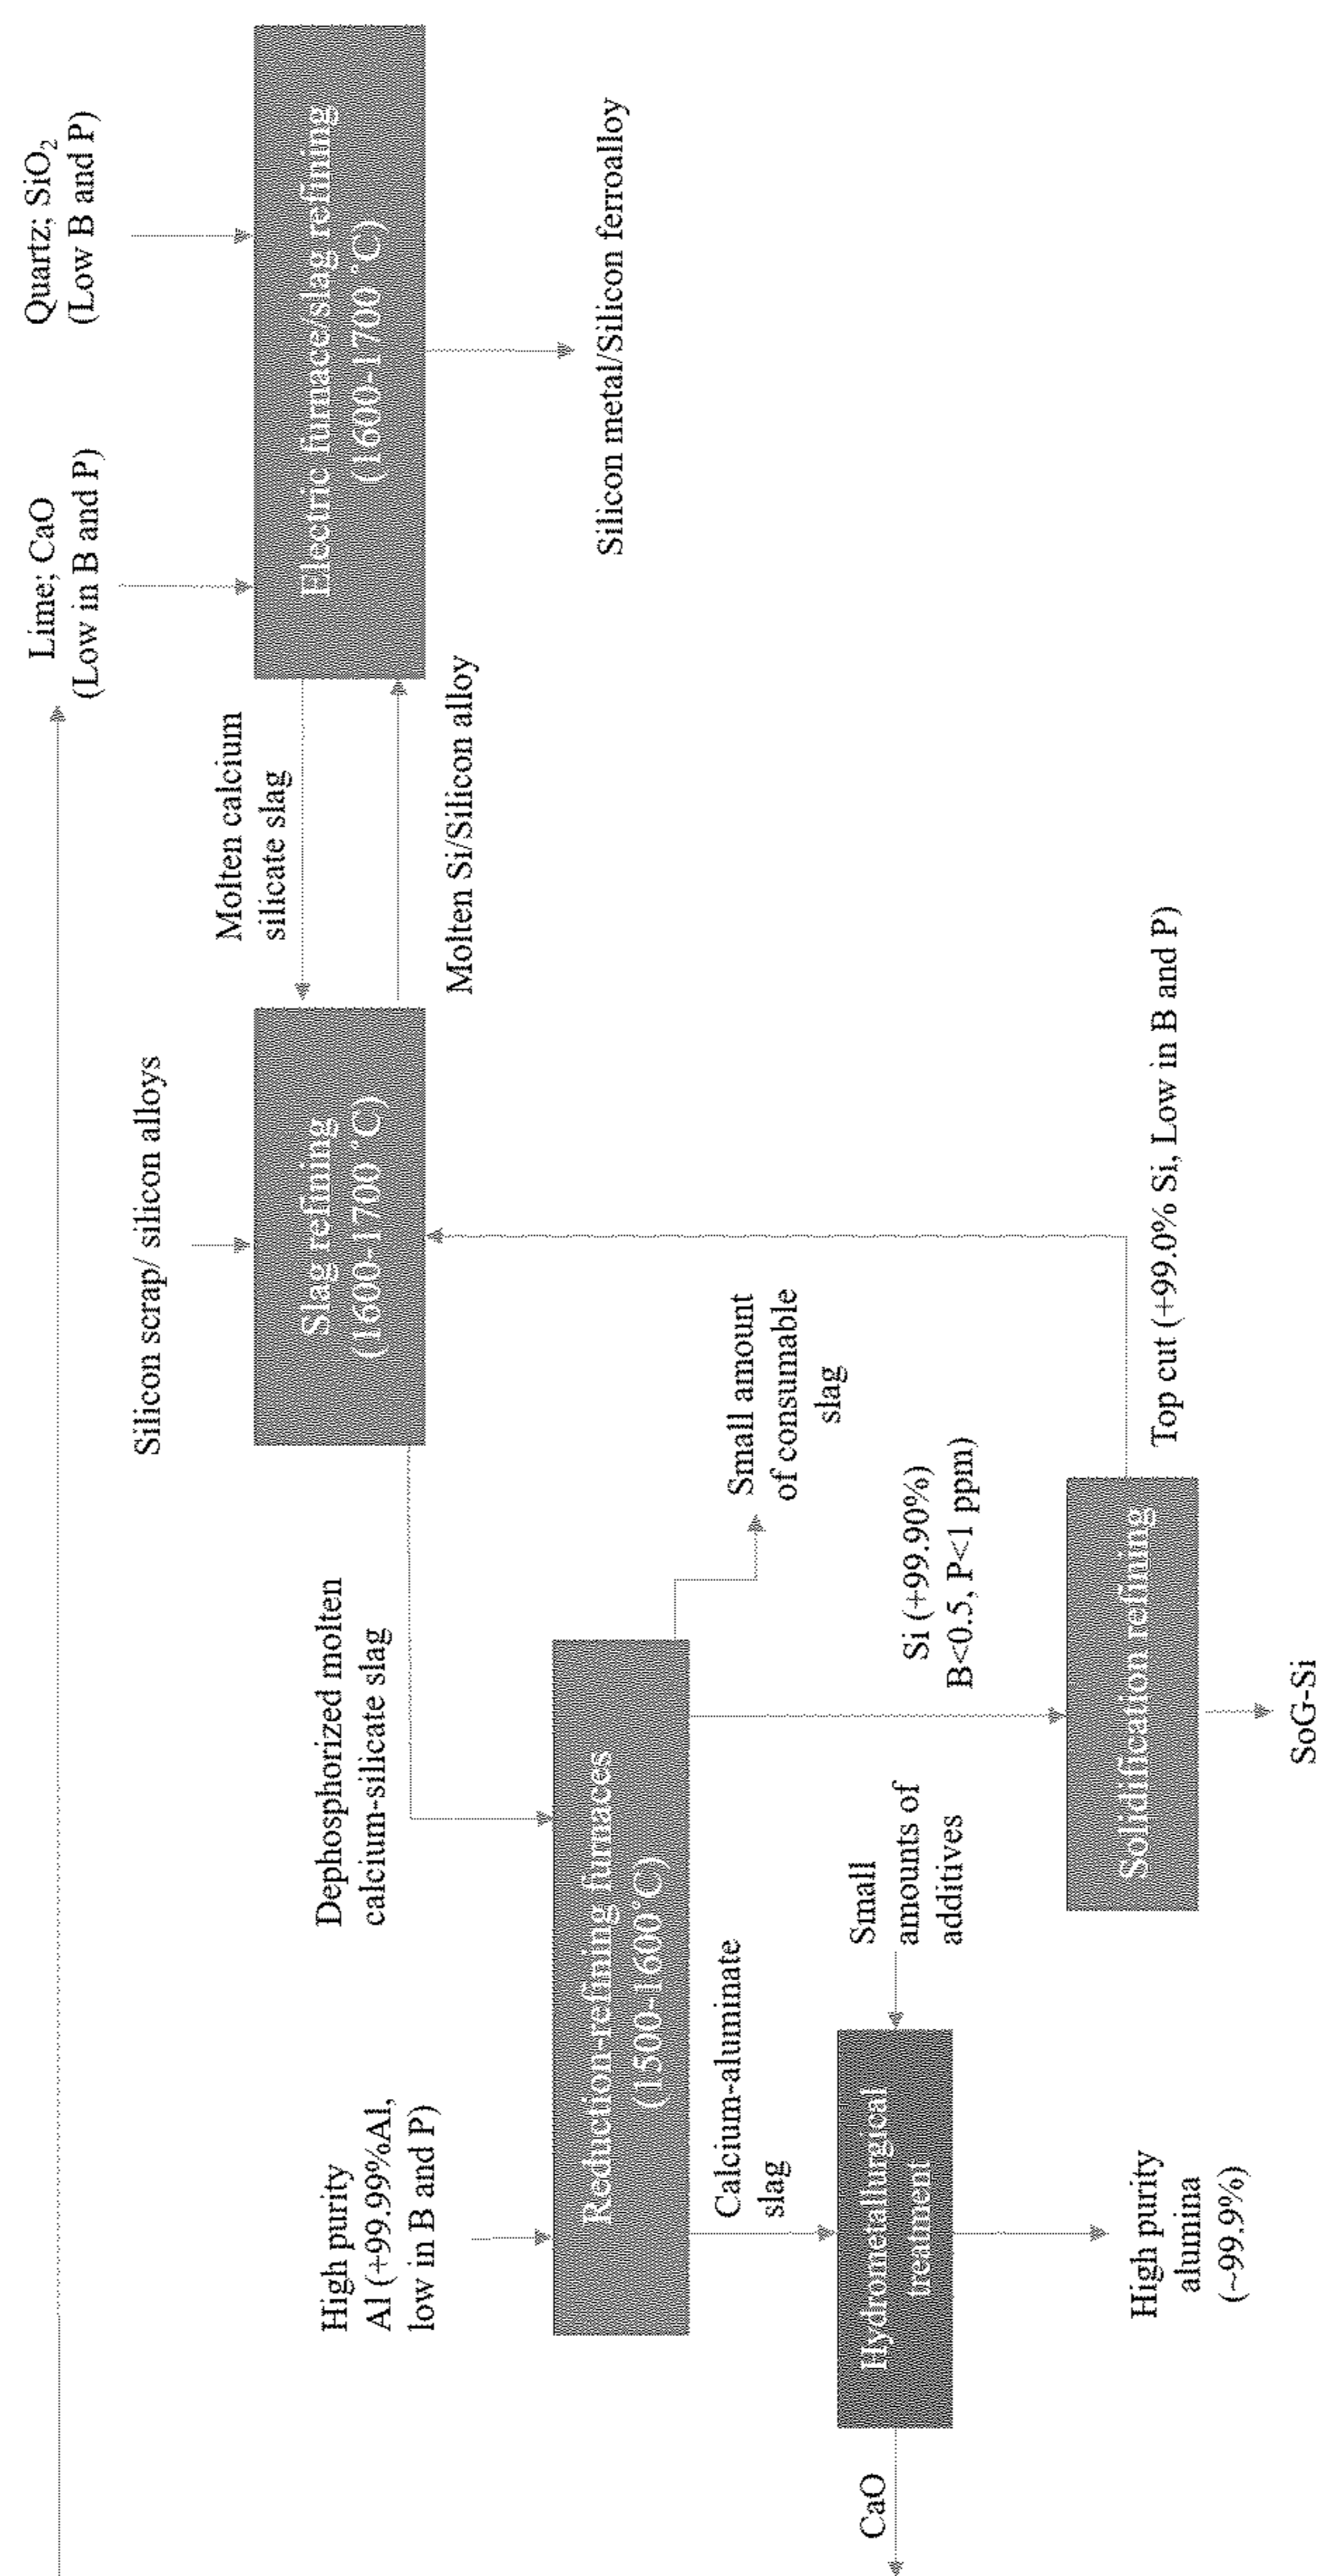 Lime; CaO
(Low in B and P)
Quartz; SiO₂
(Low B and P)
Silicon scrap/ silicon alloys
Slag refining
(1600-1700 °C)
Molten calcium
silicate slag
Molten Si/Silicon alloy
Electric furnace/slag refining
(1600-1700 °C)
Silicon metal/Silicon ferroalloy
High purity
Al (+99.99%Al,
low in B and P)
Dephosphorized molten
calcium-silicate slag
Reduction-refining furnaces
(1500-1600°C)
Calcium-aluminate
slag
Small amount
of consumable
slag
CaO
Hydrometallurgical
treatment
Small
amounts of
additives
Si (+99.90%)
B<0.5, P<1 ppm)
High purity
alumina
(~99.9%)
Solidification refining
Top cut (+99.0% Si, Low in B and P)
SoG-Si